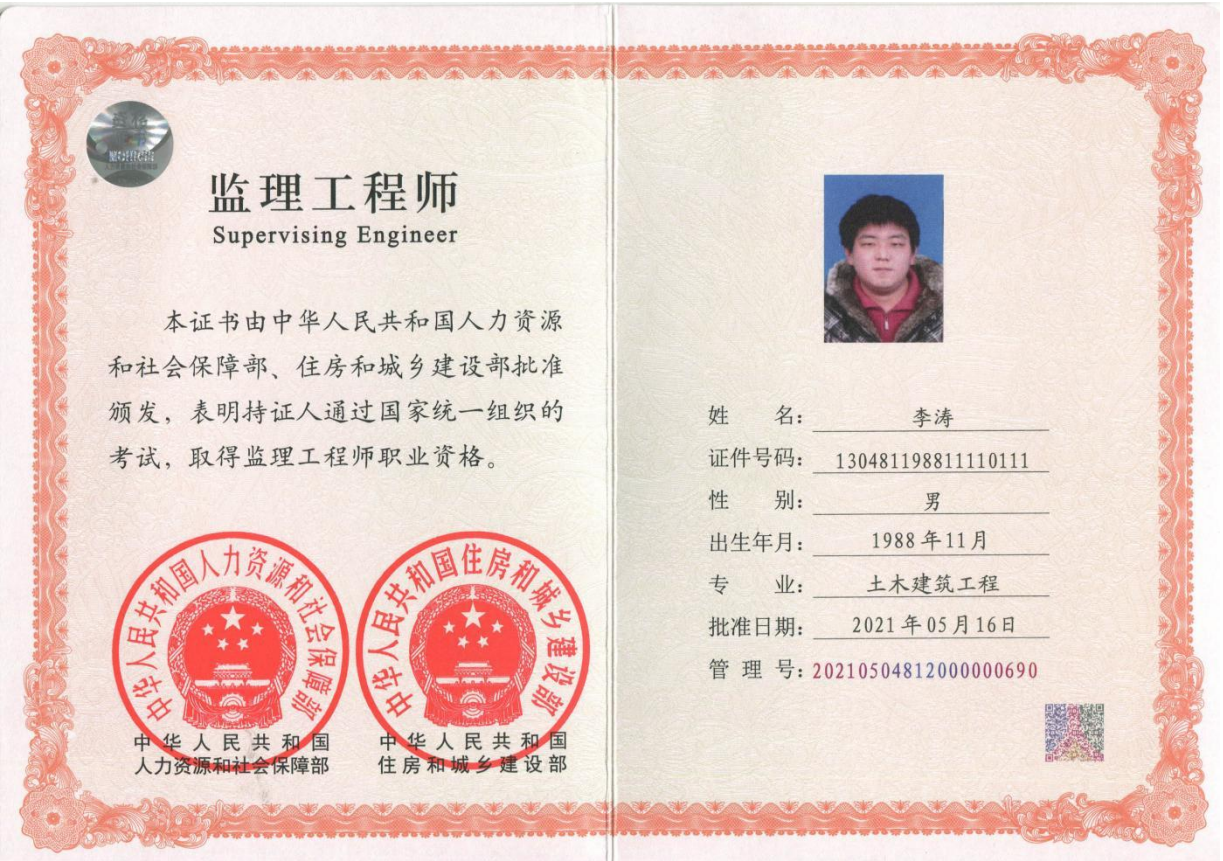 监理工程师
Supervising Engineer
本证书由中华人民共和国人力资源
和社会保障部、住房和城乡建设部批准
颁发，表明持证人通过国家统一组织的
考试，取得监理工程师职业资格。
中华人民共和国人力资源和社会保障部
中华人民共和国住房和城乡建设部
中华人民共和国
人力资源和社会保障部
中华人民共和国
住房和城乡建设部
姓名：李涛
证件号码：130481198811110111
性别：男
出生年月：1988年11月
专业：土木建筑工程
批准日期：2021年05月16日
管理号：20210504812000000690